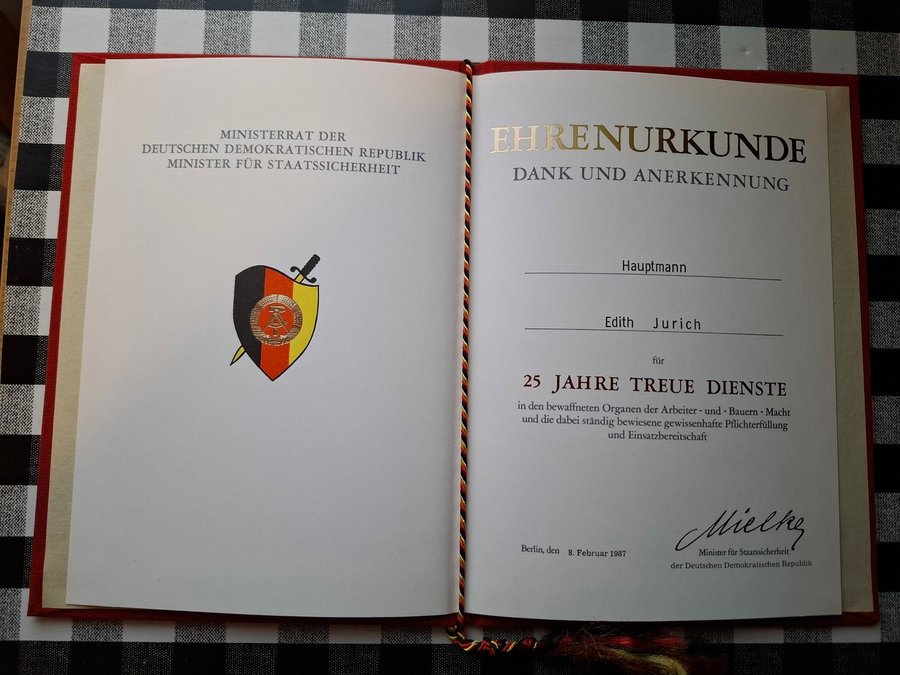 MINISTERRAT DER
DEUTSCHEN DEMOKRATISCHEN REPUBLIK
MINISTER FÜR STAATSSICHERHEIT
EHRENURKUNDE
DANK UND ANERKENNUNG
Hauptmann
Edith Jurich
für
25 JAHRE TREUE DIENSTE
in den bewaffneten Organen der Arbeiter - und - Bauern - Macht
und die dabei ständig bewiesene gewissenhafte Pflichterfüllung
und Einsatzbereitschaft
Mielke
Berlin, den 8. Februar 1987
Minister für Staatssicherheit
der Deutschen Demokratischen Republik